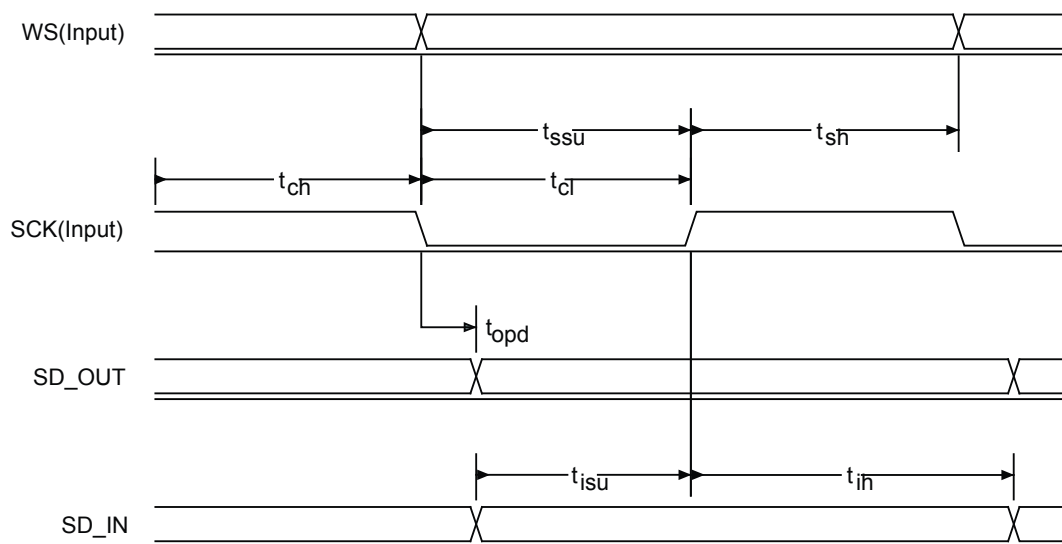 WS(Input)
tssu
tsh
tch
tcl
SCK(Input)
topd
SD_OUT
tisu
tih
SD_IN